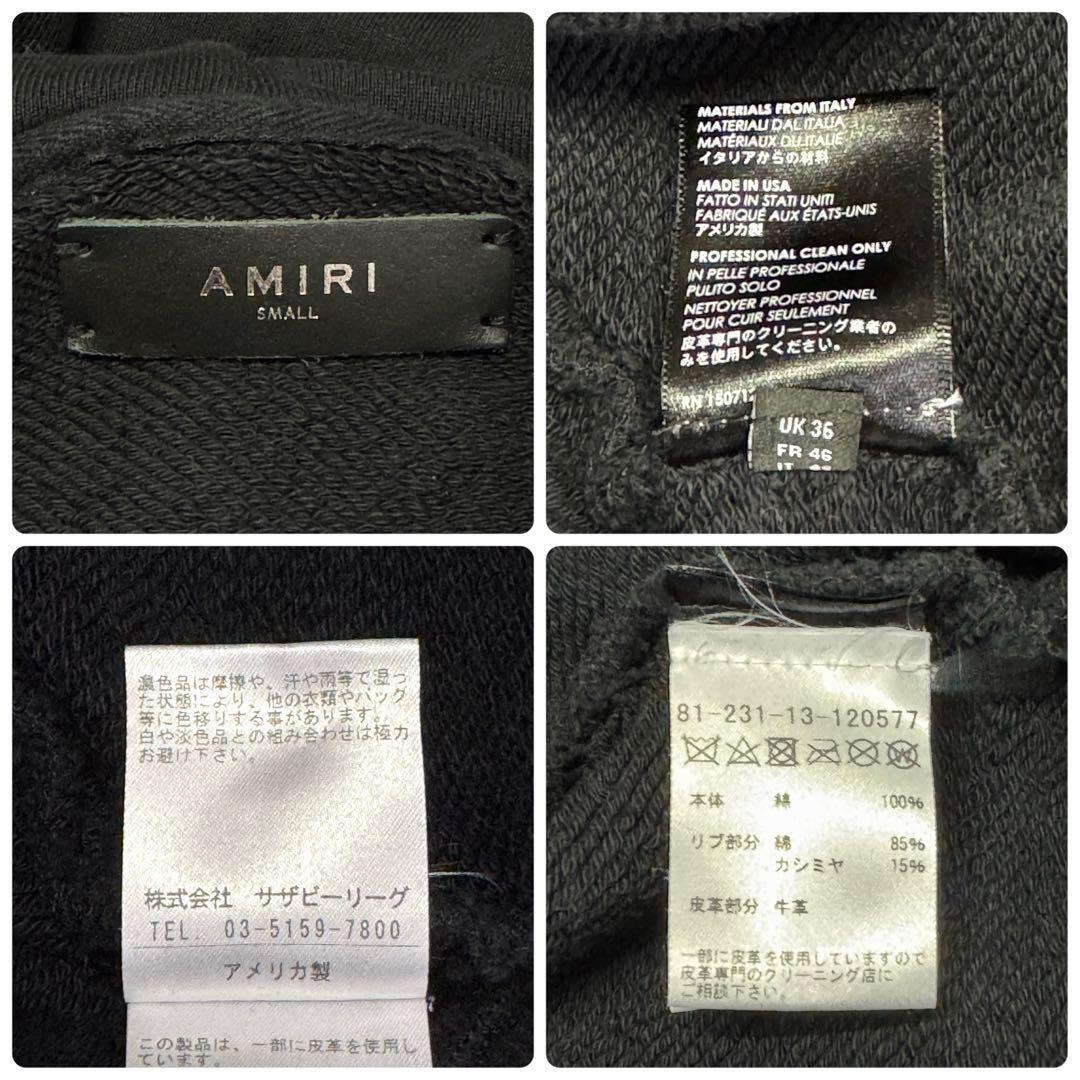 AMIRI
SMALL
MATERIALS FROM ITALY
MATERIALI DAL ITALIA
MATÉRIAUX DU ITALIE
イタリアからの材料
MADE IN USA
FATTO IN STATI UNITI
FABRIQUÉ AUX ÉTATS-UNIS
アメリカ製
PROFESSIONAL CLEAN ONLY
IN PELLE PROFESSIONALE
PULITO SOLO
NETTOYER PROFESSIONNEL
POUR CUIR SEULEMENT
皮革専門のクリーニング業者の
みを使用してください。
RN 15071
UK 36
FR 46
濃色品は摩擦や、汗や雨等で湿っ
た状態により、他の衣類やバッグ
等に色移りする事があります。
白や淡色品との組み合わせは極力
お避け下さい。
株式会社 サザビーリーグ
TEL. 03-5159-7800
アメリカ製
この製品は、一部に皮革を使用し
ています。
81-231-13-120577
本体 綿 100%
リブ部分 綿 85%
カシミヤ 15%
皮革部分 牛革
一部に皮革を使用していますので
皮革専門のクリーニング店に
ご相談下さい。